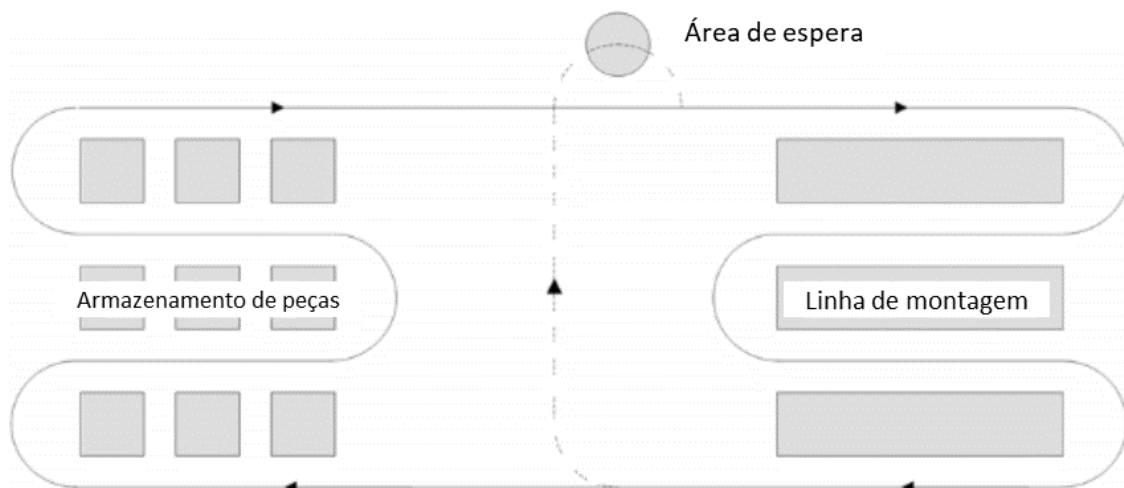 Área de espera
Armazenamento de peças
Linha de montagem